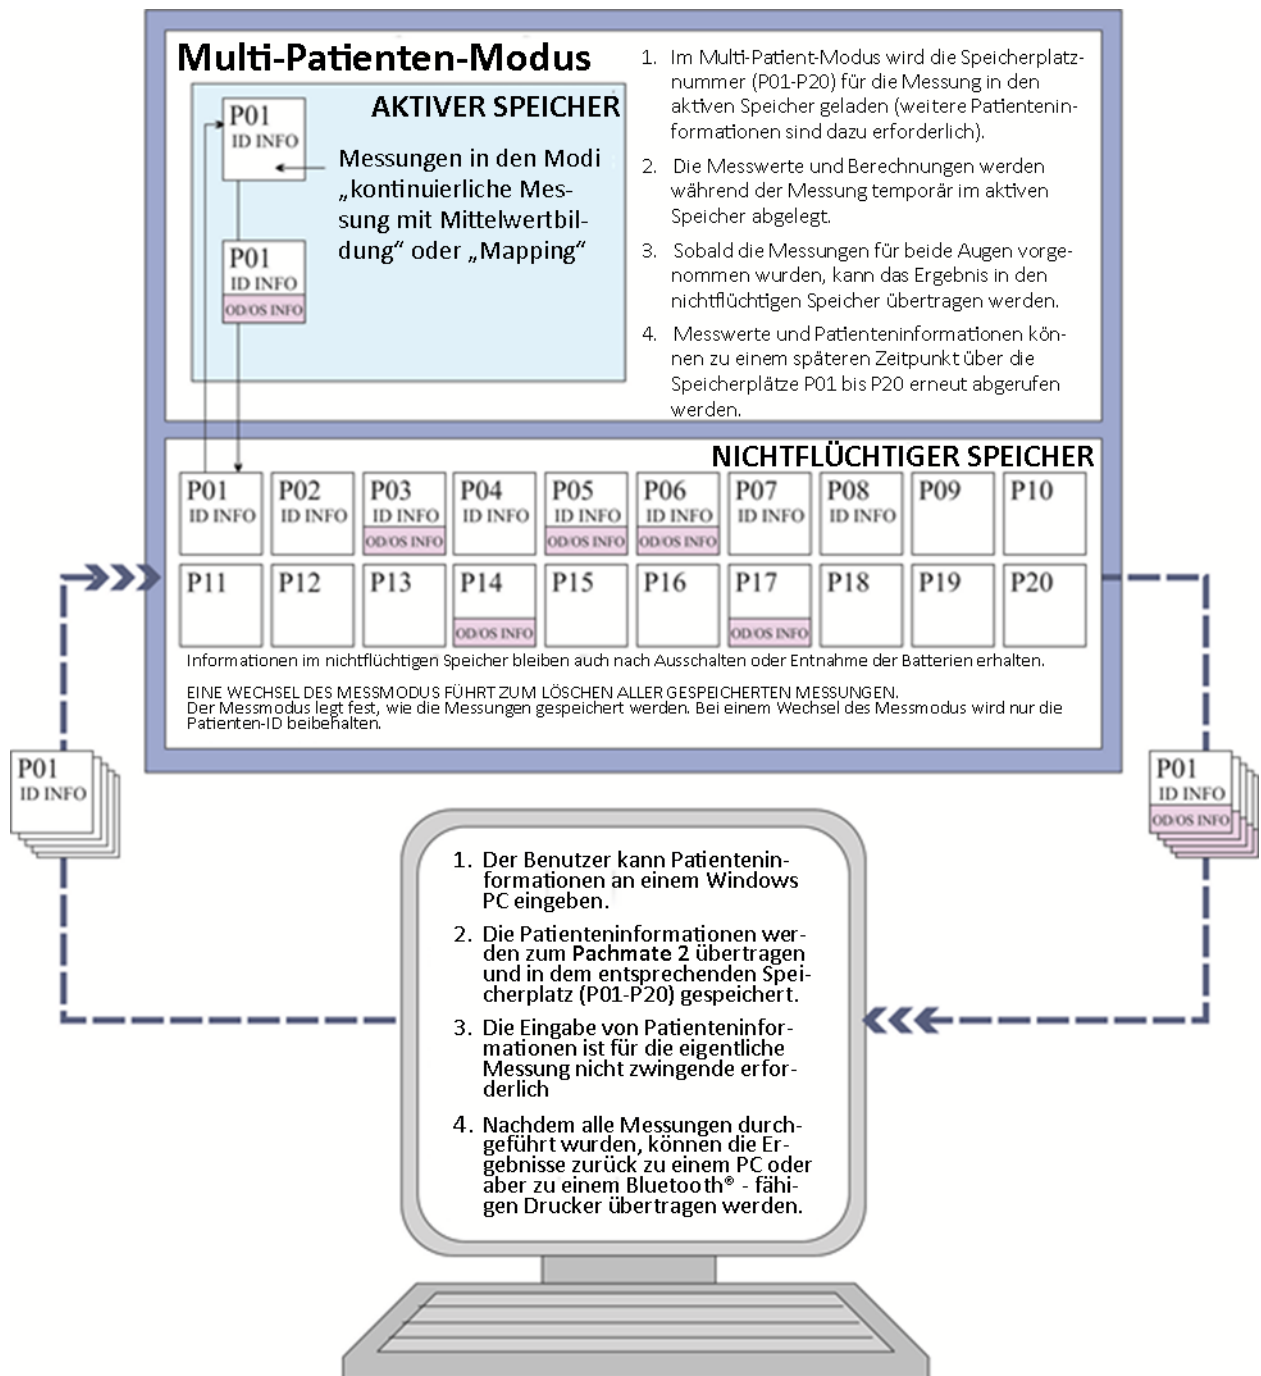 Multi-Patienten-Modus
AKTIVER SPEICHER
P01
ID INFO
Messungen in den Modi
„kontinuierliche Mes-
sung mit Mittelwertbil-
dung“ oder „Mapping“
P01
ID INFO
OD/OS INFO
1. Im Multi-Patient-Modus wird die Speicherplatz-
nummer (P01-P20) für die Messung in den
aktiven Speicher geladen (weitere Patientenin-
formationen sind dazu erforderlich).
2. Die Messwerte und Berechnungen werden
während der Messung temporär im aktiven
Speicher abgelegt.
3. Sobald die Messungen für beide Augen vorge-
nommen wurden, kann das Ergebnis in den
nichtflüchtigen Speicher übertragen werden.
4. Messwerte und Patienteninformationen kön-
nen zu einem späteren Zeitpunkt über die
Speicherplätze P01 bis P20 erneut abgerufen
werden.
NICHTFLÜCHTIGER SPEICHER
P01 P02 P03 P04 P05 P06 P07 P08 P09 P10
ID INFO ID INFO ID INFO ID INFO ID INFO ID INFO ID INFO ID INFO
OD/OS INFO OD/OS INFO OD/OS INFO
P11 P12 P13 P14 P15 P16 P17 P18 P19 P20
OD/OS INFO OD/OS INFO
Informationen im nichtflüchtigen Speicher bleiben auch nach Ausschalten oder Entnahme der Batterien erhalten.
EINE WECHSEL DES MESSMODUS FÜHRT ZUM LÖSCHEN ALLER GESPEICHERTEN MESSUNGEN.
Der Messmodus legt fest, wie die Messungen gespeichert werden. Bei einem Wechsel des Messmodus wird nur die
Patienten-ID beibehalten.
P01
ID INFO
P01
ID INFO
OD/OS INFO
1. Der Benutzer kann Patientenin-
formationen an einem Windows
PC eingeben.
2. Die Patienteninformationen wer-
den zum Pachmate 2 übertragen
und in dem entsprechenden Spei-
cherplatz (P01-P20) gespeichert.
3. Die Eingabe von Patienteninfor-
mationen ist für die eigentliche
Messung nicht zwingende erfor-
derlich
4. Nachdem alle Messungen durch-
geführt wurden, können die Er-
gebnisse zurück zu einem PC oder
aber zu einem Bluetooth® - fähi-
gen Drucker übertragen werden.